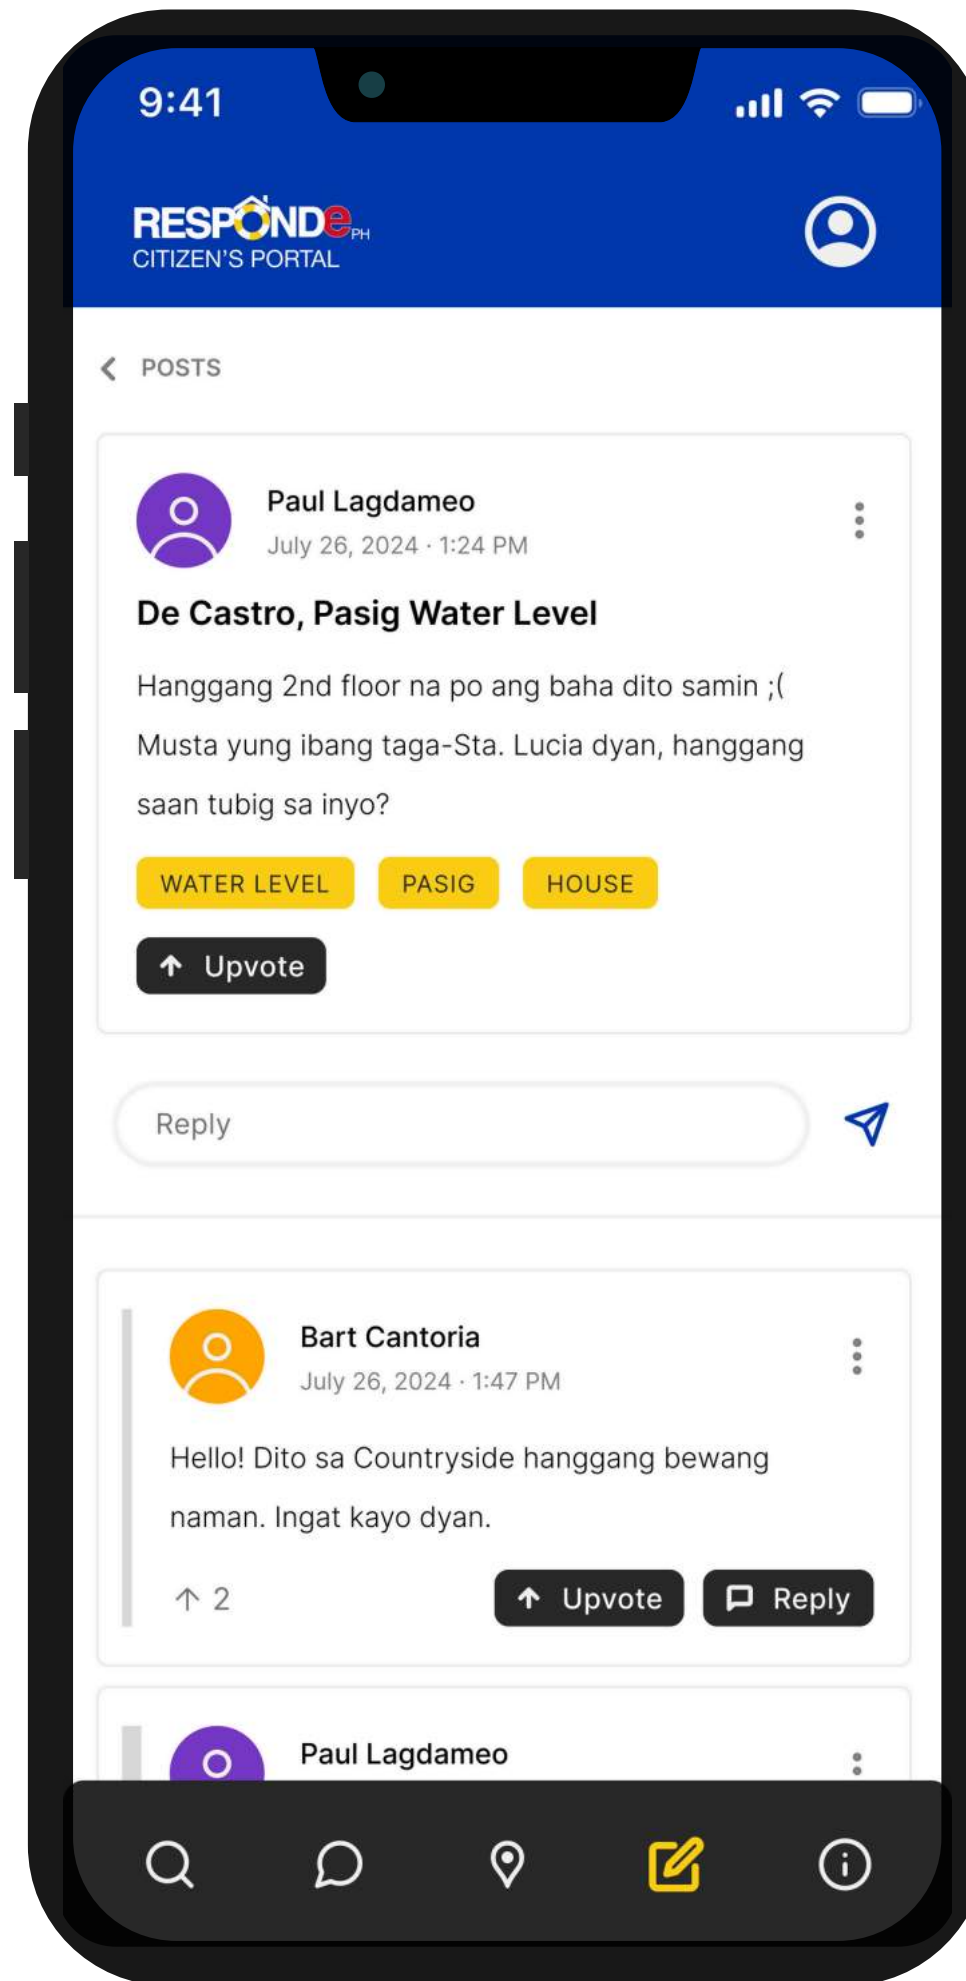 9:41
RESPONDe PH
CITIZEN'S PORTAL
POSTS
Paul Lagdameo
July 26, 2024 · 1:24 PM
De Castro, Pasig Water Level
Hanggang 2nd floor na po ang baha dito samin ;(
Musta yung ibang taga-Sta. Lucia dyan, hanggang
saan tubig sa inyo?
WATER LEVEL PASIG HOUSE
Upvote
Reply
Bart Cantoria
July 26, 2024 · 1:47 PM
Hello! Dito sa Countryside hanggang bewang
naman. Ingat kayo dyan.
2 Upvote Reply
Paul Lagdameo